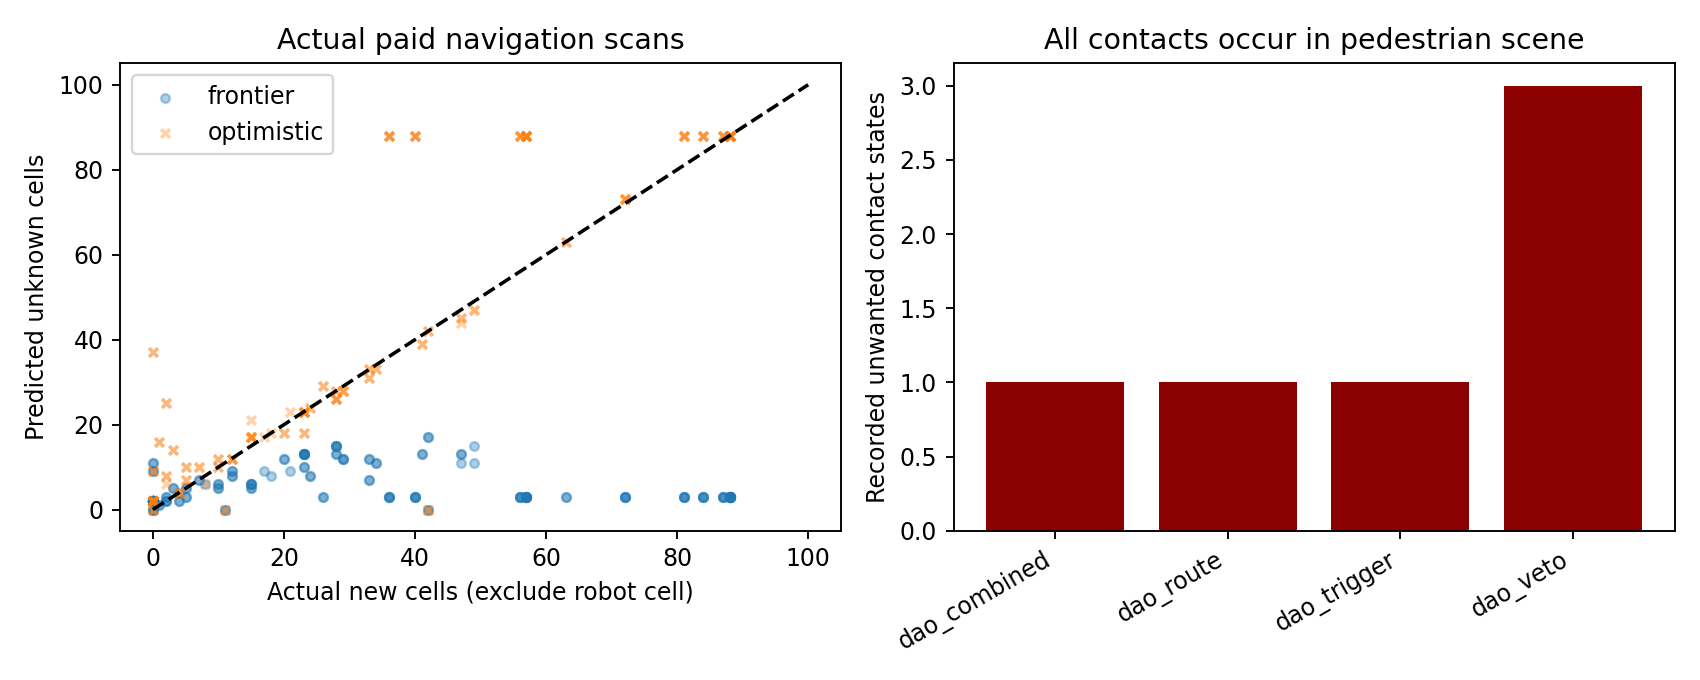 Actual paid navigation scans
frontier
optimistic
Predicted unknown cells
100
80
60
40
20
0
0 20 40 60 80 100
Actual new cells (exclude robot cell)
All contacts occur in pedestrian scene
Recorded unwanted contact states
3.0
2.5
2.0
1.5
1.0
0.5
0.0
dao_combined
dao_route
dao_trigger
dao_veto